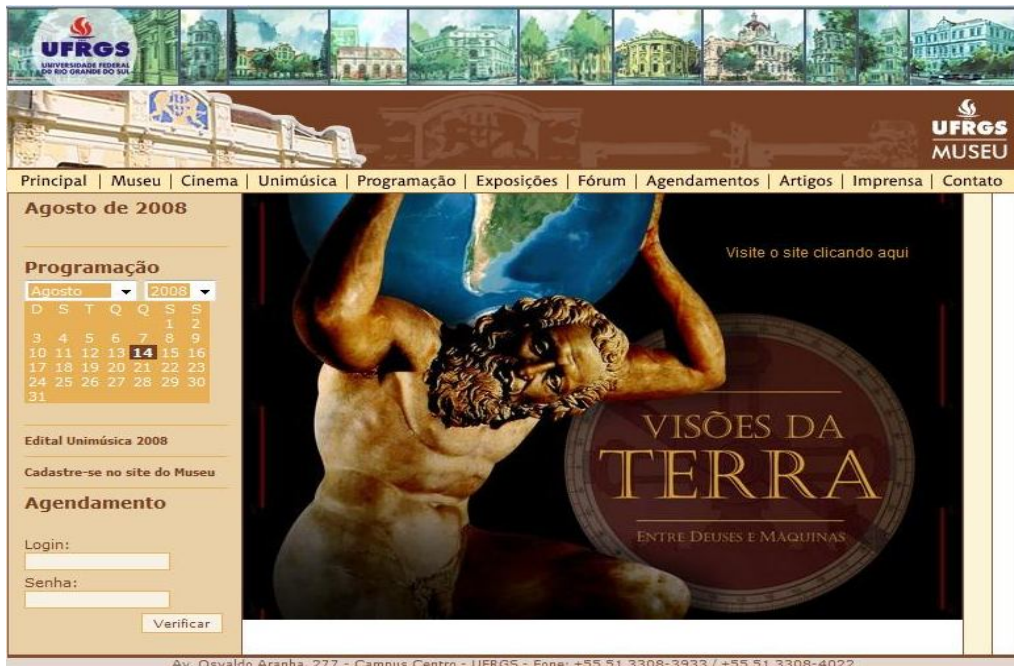 UFRGS
UNIVERSIDADE FEDERAL
DO RIO GRANDE DO SUL
UFRGS
MUSEU
Principal | Museu | Cinema | Unimúsica | Programação | Exposições | Fórum | Agendamentos | Artigos | Imprensa | Contato
Agosto de 2008
Programação
Agosto 2008
D S T Q Q S S
1 2
3 4 5 6 7 8 9
10 11 12 13 14 15 16
17 18 19 20 21 22 23
24 25 26 27 28 29 30
31
Edital Unimúsica 2008
Cadastre-se no site do Museu
Agendamento
Login:
Senha:
Verificar
Visite o site clicando aqui
VISÕES DA
TERRA
ENTRE DEUSES E MÁQUINAS
Av. Osvaldo Aranha, 277 - Campus Centro - UFRGS - Fone: +55 51 3308-3933 / +55 51 3308-4022